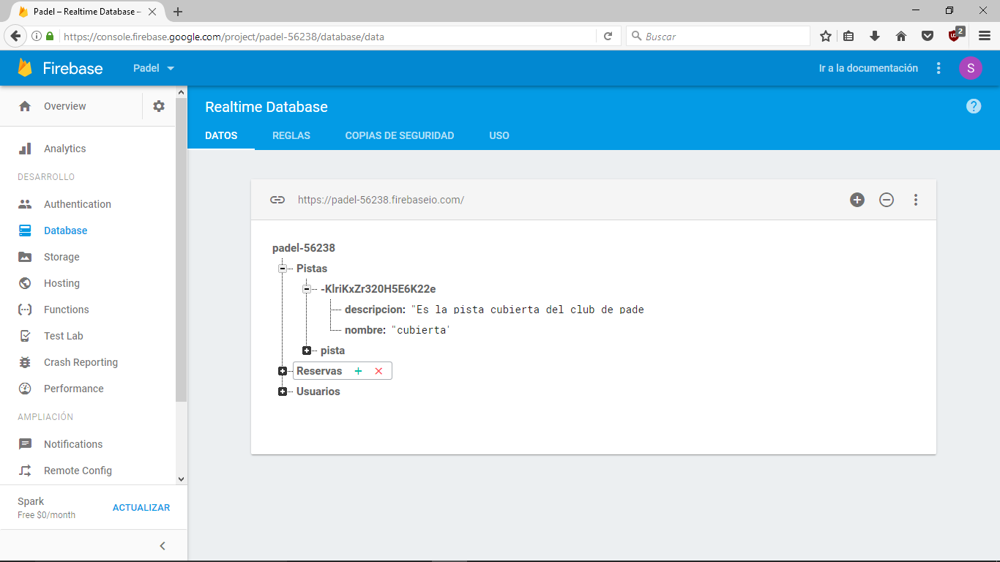 Padel – Realtime Database –
https://console.firebase.google.com/project/padel-56238/database/data
Buscar
2
Firebase
Padel
Ir a la documentación
S
Overview
Realtime Database
?
DATOS REGLAS COPIAS DE SEGURIDAD USO
Analytics
DESARROLLO
Authentication
Database
Storage
Hosting
Functions
Test Lab
Crash Reporting
Performance
AMPLIACIÓN
Notifications
Remote Config
Spark
Free $0/month
ACTUALIZAR
https://padel-56238.firebaseio.com/
padel-56238
Pistas
-KlriKxZr320H5E6K22e
descripcion: "Es la pista cubierta del club de pade
nombre: "cubierta'
pista
Reservas
Usuarios